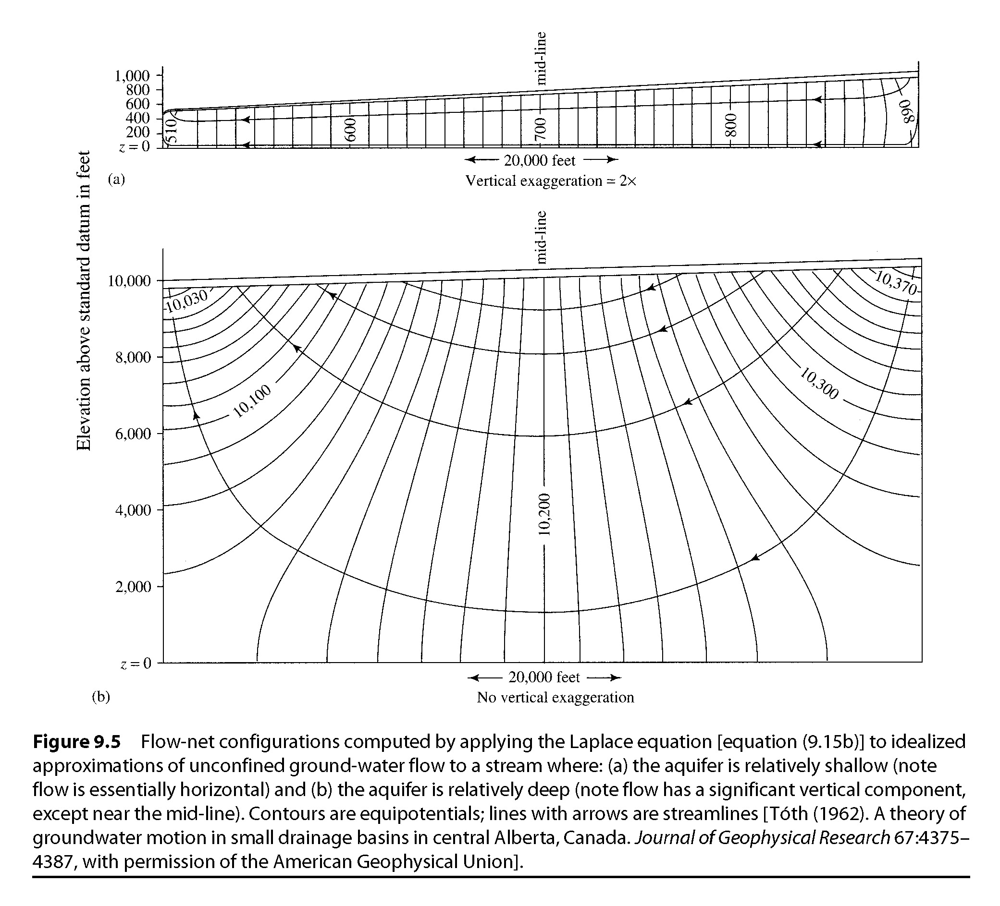 mid-line
1,000
800
600
400
200
z = 0
510
600
700
800
890
20,000 feet
(a)
Vertical exaggeration = 2×
Elevation above standard datum in feet
mid-line
10,000
8,000
6,000
4,000
2,000
z = 0
10,030
10,370
10,100
10,300
10,200
20,000 feet
(b)
No vertical exaggeration
Figure 9.5 Flow-net configurations computed by applying the Laplace equation [equation (9.15b)] to idealized
approximations of unconfined ground-water flow to a stream where: (a) the aquifer is relatively shallow (note
flow is essentially horizontal) and (b) the aquifer is relatively deep (note flow has a significant vertical component,
except near the mid-line). Contours are equipotentials; lines with arrows are streamlines [Tóth (1962). A theory of
groundwater motion in small drainage basins in central Alberta, Canada. Journal of Geophysical Research 67:4375–
4387, with permission of the American Geophysical Union].